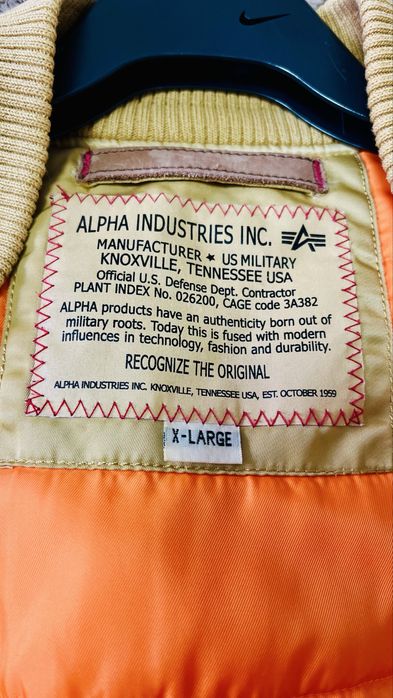 ALPHA INDUSTRIES INC.
MANUFACTURER ★ US MILITARY
KNOXVILLE, TENNESSEE USA
Official U.S. Defense Dept. Contractor
PLANT INDEX No. 026200, CAGE code 3A382
ALPHA products have an authenticity born out of
military roots. Today this is fused with modern
influences in technology, fashion and durability.
RECOGNIZE THE ORIGINAL
ALPHA INDUSTRIES INC. KNOXVILLE, TENNESSEE USA, EST. OCTOBER 1959
X-LARGE